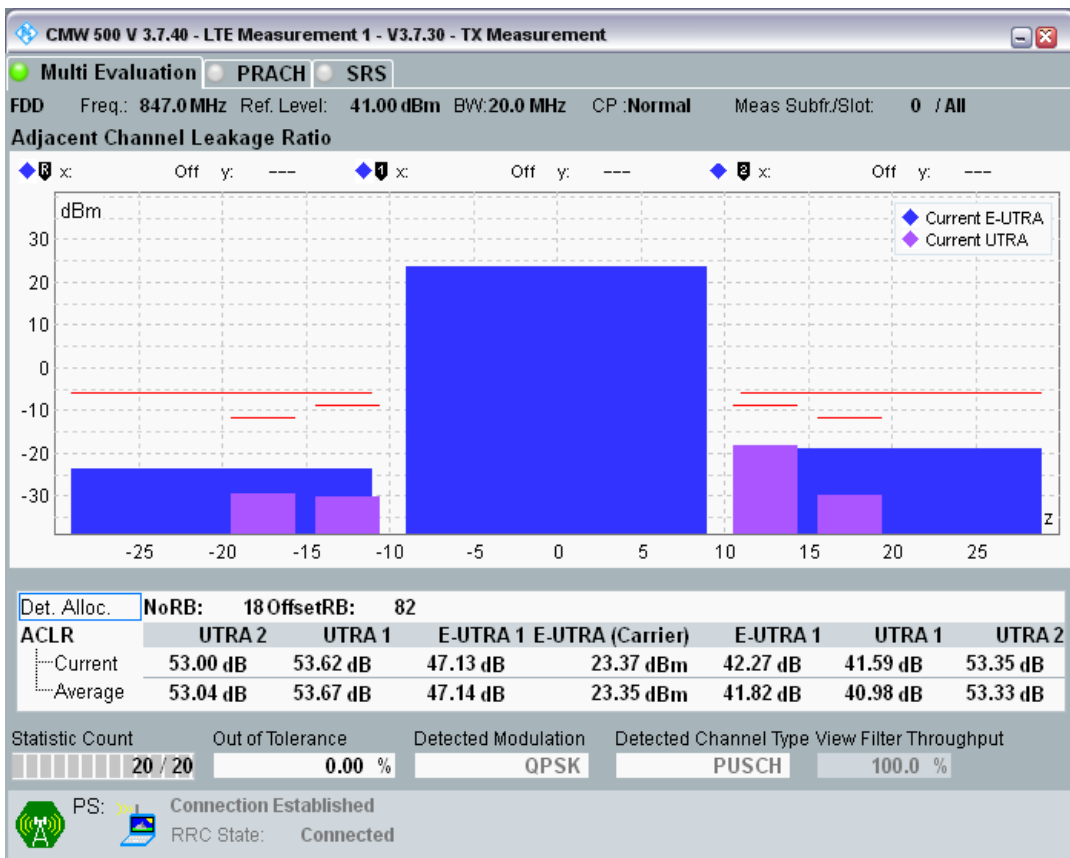 CMW 500 V 3.7.40 - LTE Measurement 1 - V3.7.30 - TX Measurement
Multi Evaluation PRACH SRS
FDD Freq.: 847.0 MHz Ref. Level: 41.00 dBm BW:20.0 MHz CP :Normal Meas Subfr./Slot: 0 / All
Adjacent Channel Leakage Ratio
R x: Off y: --- 1 x: Off y: --- 2 x: Off y: ---
dBm
Current E-UTRA
Current UTRA
30
20
10
0
-10
-20
-30
z
-25 -20 -15 -10 -5 0 5 10 15 20 25
Det. Alloc. NoRB: 18 OffsetRB: 82
ACLR UTRA 2 UTRA 1 E-UTRA 1 E-UTRA (Carrier) E-UTRA 1 UTRA 1 UTRA 2
Current 53.00 dB 53.62 dB 47.13 dB 23.37 dBm 42.27 dB 41.59 dB 53.35 dB
Average 53.04 dB 53.67 dB 47.14 dB 23.35 dBm 41.82 dB 40.98 dB 53.33 dB
Statistic Count Out of Tolerance Detected Modulation Detected Channel Type View Filter Throughput
20 / 20 0.00 % QPSK PUSCH 100.0 %
PS: Connection Established
RRC State: Connected